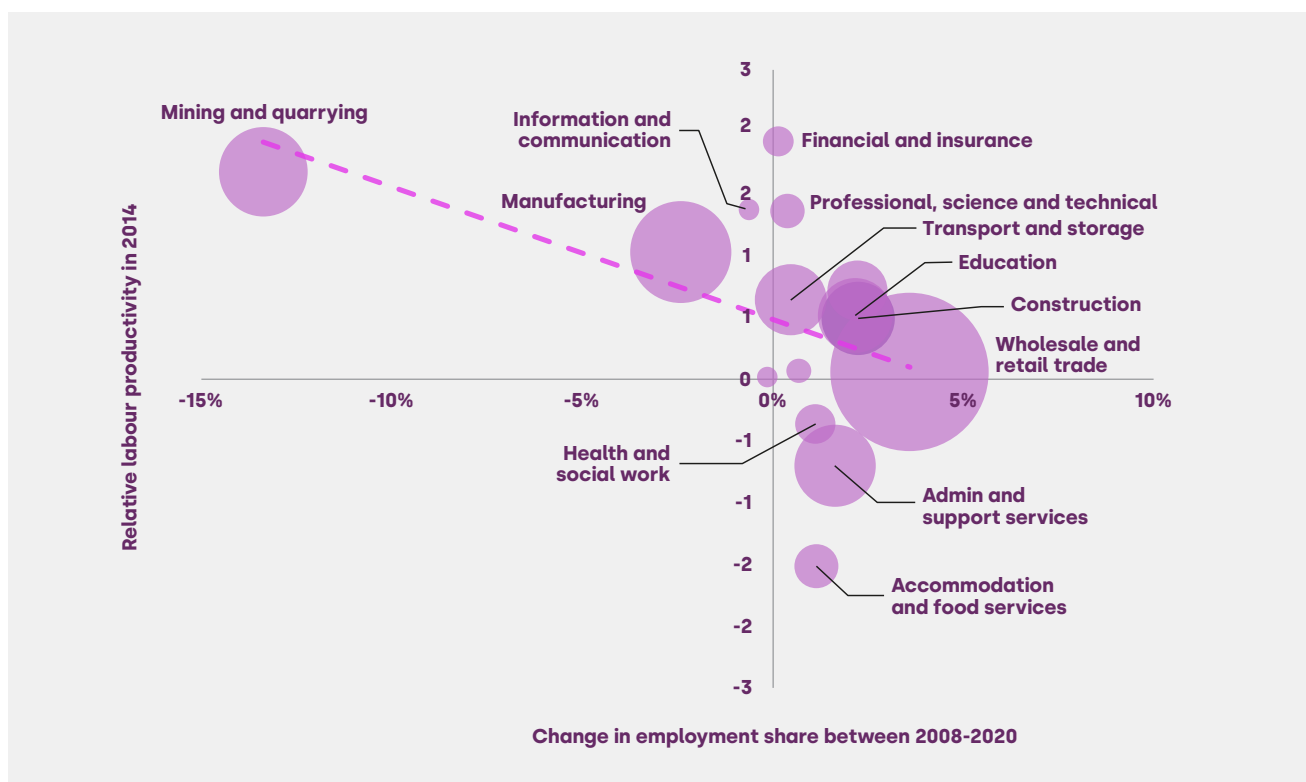 3
Mining and quarrying
Information and
communication
2
Financial and insurance
2
Manufacturing
Professional, science and technical
Transport and storage
1
Education
Construction
1
Wholesale and
retail trade
0
-15%
-10%
-5%
0%
5%
10%
Relative labour productivity in 2014
-1
Health and
social work
-1
Admin and
support services
-2
Accommodation
and food services
-2
-3
Change in employment share between 2008-2020